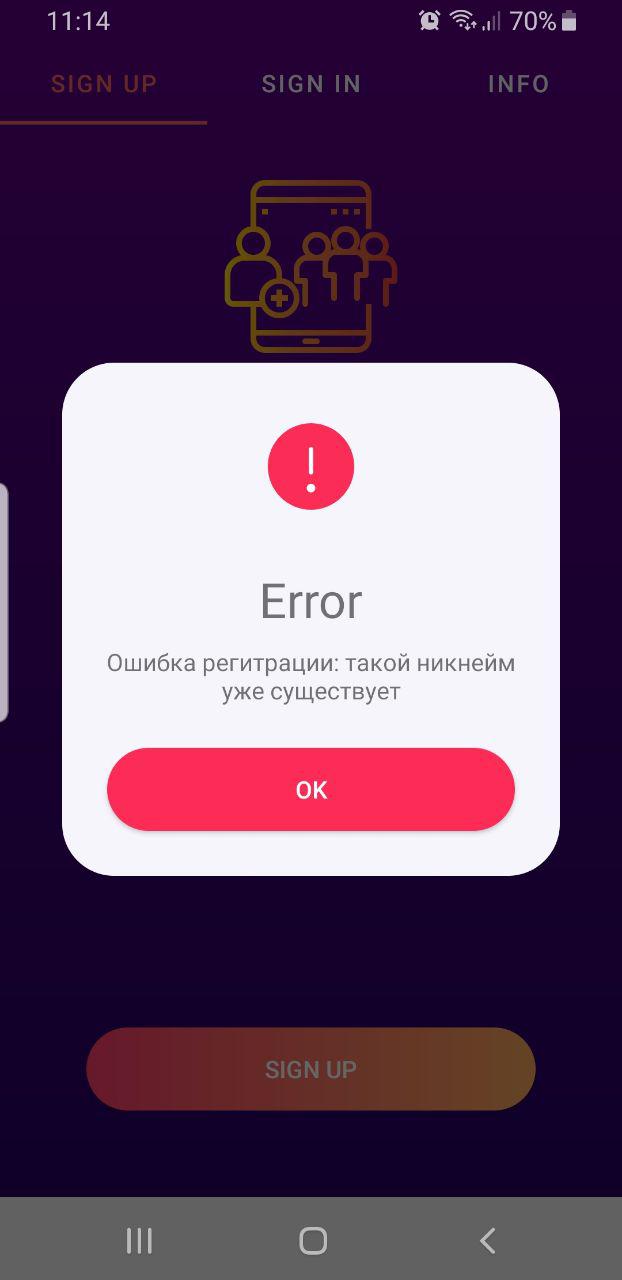 11:14 70%
SIGN UP SIGN IN INFO
Error
Ошибка регитрации: такой никнейм
уже существует
OK
SIGN UP